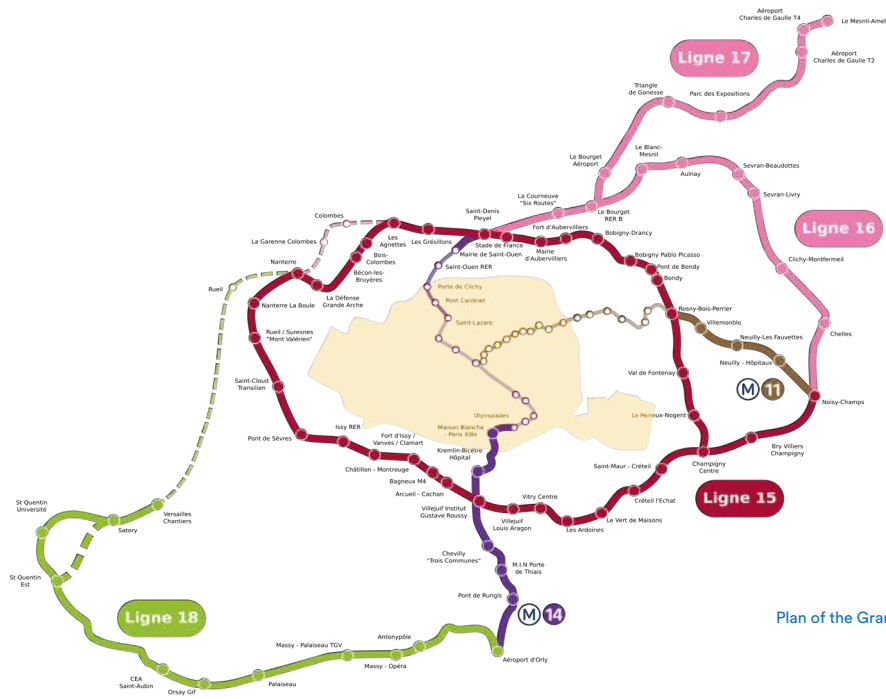 Aéroport
Charles de Gaulle T4
Le Mesnil-Amel
Ligne 17
Aéroport
Charles de Gaulle T2
Triangle
de Gonesse
Parc des Expositions
Le Blanc-
Mesnil
Le Bourget
Aéroport
Aulnay
Sevran-Beaudottes
Sevran-Livry
La Courneuve
"Six Routes"
Le Bourget
RER B
Ligne 16
Saint-Denis
Pleyel
Fort d'Aubervilliers
Colombes
Les
Agnettes
Les Grésillons
Stade de France
Mairie
d'Aubervilliers
Bobigny-Drancy
La Garenne Colombes
Bois-
Colombes
Mairie de Saint-Ouen
Saint-Ouen RER
Bobigny Pablo Picasso
Pont de Bondy
Bondy
Clichy-Montfermeil
Nanterre
Bécon-les-
Bruyères
Rueil
La Défense
Grande Arche
Porte de Clichy
Pont Cardinet
Nanterre La Boule
Saint-Lazare
Rosny-Bois-Perrier
Villemomble
Chelles
Rueil / Suresnes
"Mont Valérien"
Neuilly-Les Fauvettes
Neuilly - Hôpitaux
Val de Fontenay
M 11
Saint-Cloud
Transilien
Noisy-Champs
Olympiades
Le Perreux-Nogent
Issy RER
Maison Blanche
- Paris XIIIe
Pont de Sèvres
Fort d'Issy /
Vanves / Clamart
Kremlin-Bicêtre
Hôpital
Bry Villiers
Champigny
Châtillon - Montrouge
Saint-Maur - Créteil
Champigny
Centre
Bagneux M4
Arcueil - Cachan
Créteil l'Echat
Ligne 15
Villejuif Institut
Gustave Roussy
Vitry Centre
Villejuif
Louis Aragon
Les Ardoines
Le Vert de Maisons
St Quentin
Université
Versailles
Chantiers
Satory
Chevilly
"Trois Communes"
M.I.N Porte
de Thiais
St Quentin
Est
Pont de Rungis
M 14
Ligne 18
Plan of the Gran
Antonypôle
Massy - Palaiseau TGV
Massy - Opéra
Aéroport d'Orly
CEA
Saint-Aubin
Orsay Gif
Palaiseau